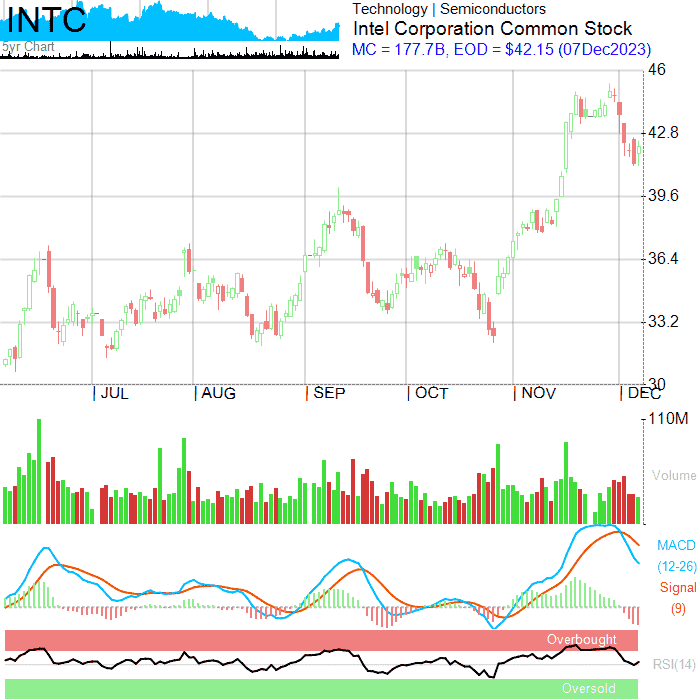 INTC
5yr Chart
Technology | Semiconductors
Intel Corporation Common Stock
MC = 177.7B, EOD = $42.15 (07Dec2023)
46
42.8
39.6
36.4
33.2
30
| JUL | AUG | SEP | OCT | NOV | DEC
110M
Volume
MACD
(12-26)
Signal
(9)
Overbought
RSI(14)
Oversold